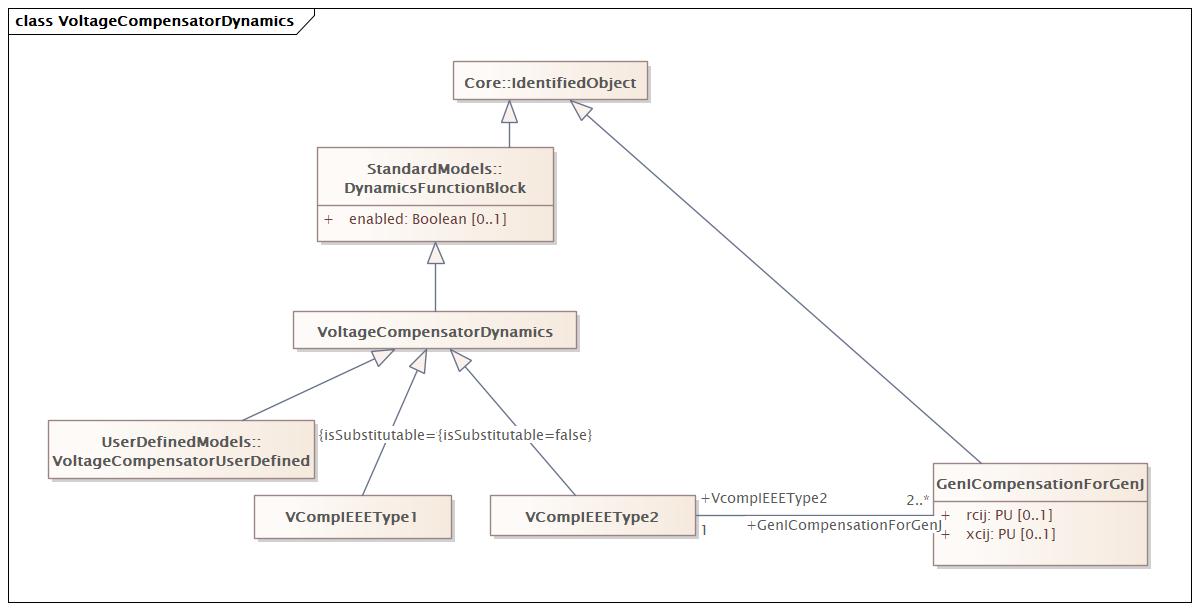 class VoltageCompensatorDynamics
Core::IdentifiedObject
StandardModels::
DynamicsFunctionBlock
+ enabled: Boolean [0..1]
VoltageCompensatorDynamics
UserDefinedModels::
VoltageCompensatorUserDefined
{isSubstitutable={isSubstitutable=false}
VCompIEEEType1
VCompIEEEType2
+VcompIEEEType2
2..*
1
+GenICompensationForGenJ
GenICompensationForGenJ
+ rcij: PU [0..1]
+ xcij: PU [0..1]